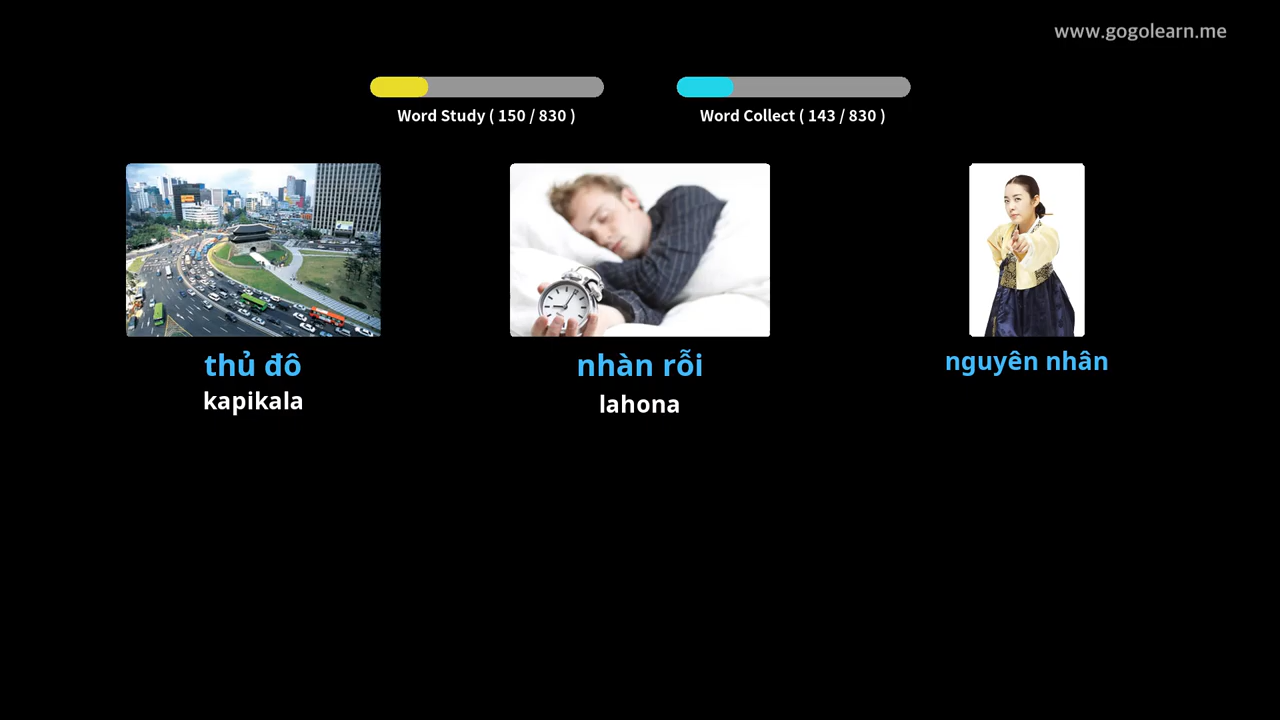 www.gogolearn.me
Word Study ( 150 / 830 )
Word Collect ( 143 / 830 )
thủ đô
kapikala
nhàn rỗi
lahona
nguyên nhân